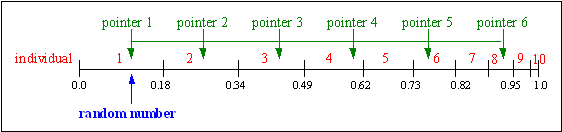 pointer 1 pointer 2 pointer 3 pointer 4 pointer 5 pointer 6
individual 1 2 3 4 5 6 7 8 9 10
0.0 0.18 0.34 0.49 0.62 0.73 0.82 0.95 1.0
random number